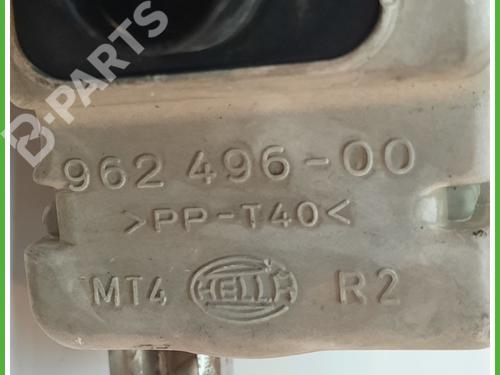 B-PARTS
962 496-00
>PP-T40<
MT4 HELLA R2